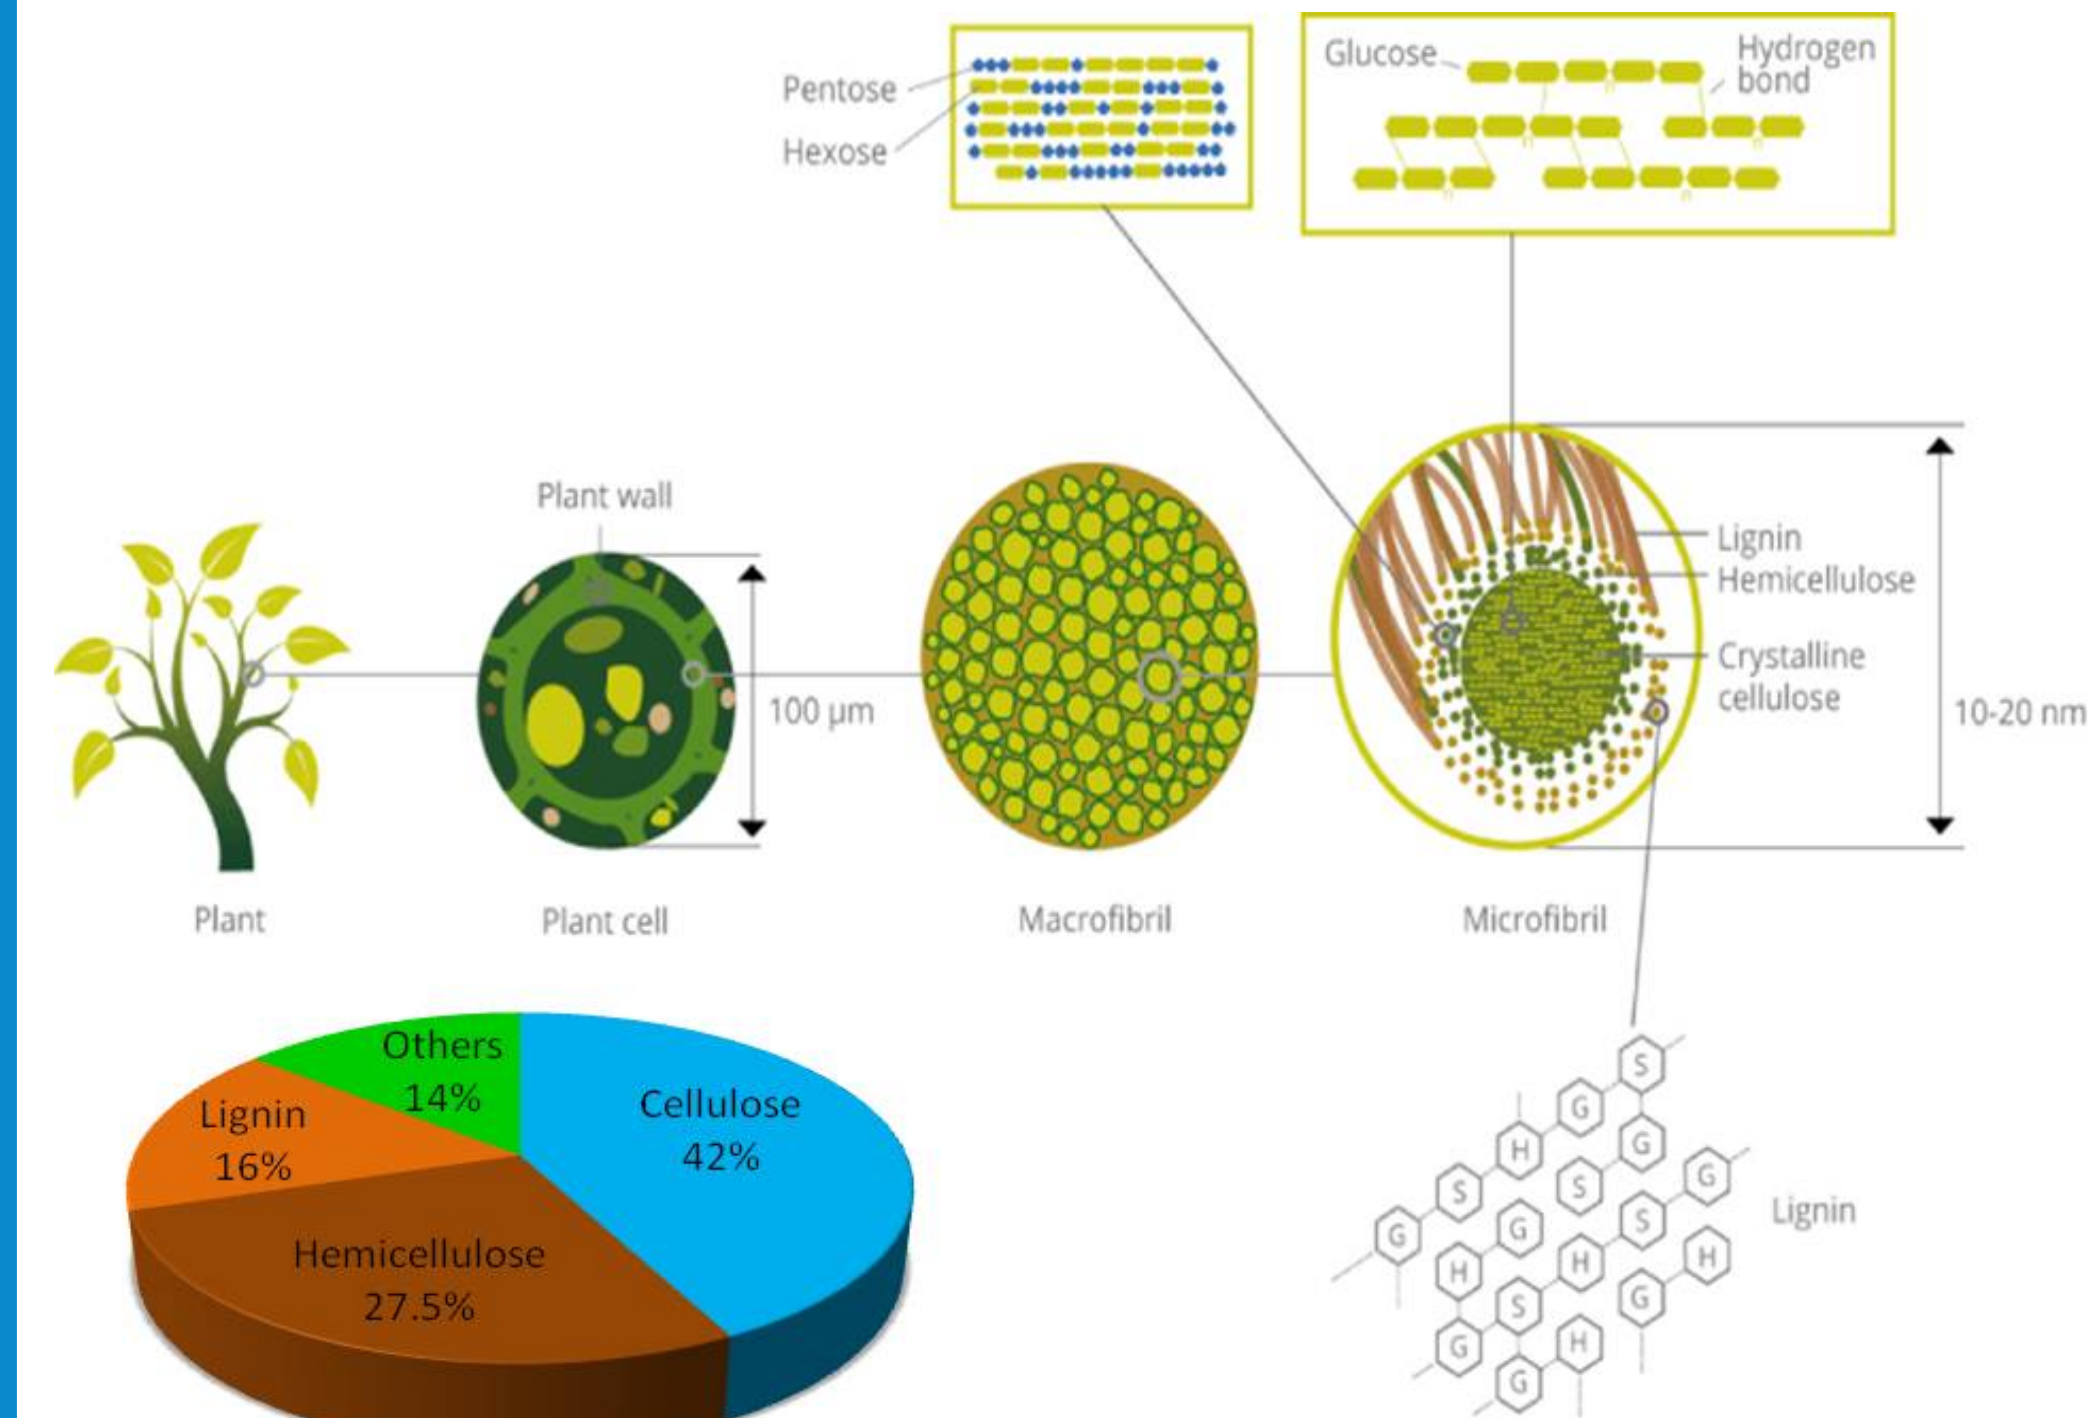 Pentose
Hexose
Glucose
Hydrogen
bond
n
n
n
n
n
Plant wall
100 µm
Lignin
Hemicellulose
Crystalline
cellulose
10-20 nm
Plant
Plant cell
Macrofibril
Microfibril
Others
14%
Cellulose
42%
Lignin
16%
Hemicellulose
27.5%
S
G
H
G
S
S
G
G
G
S
H
H
H
S
G
G
H
G
Lignin